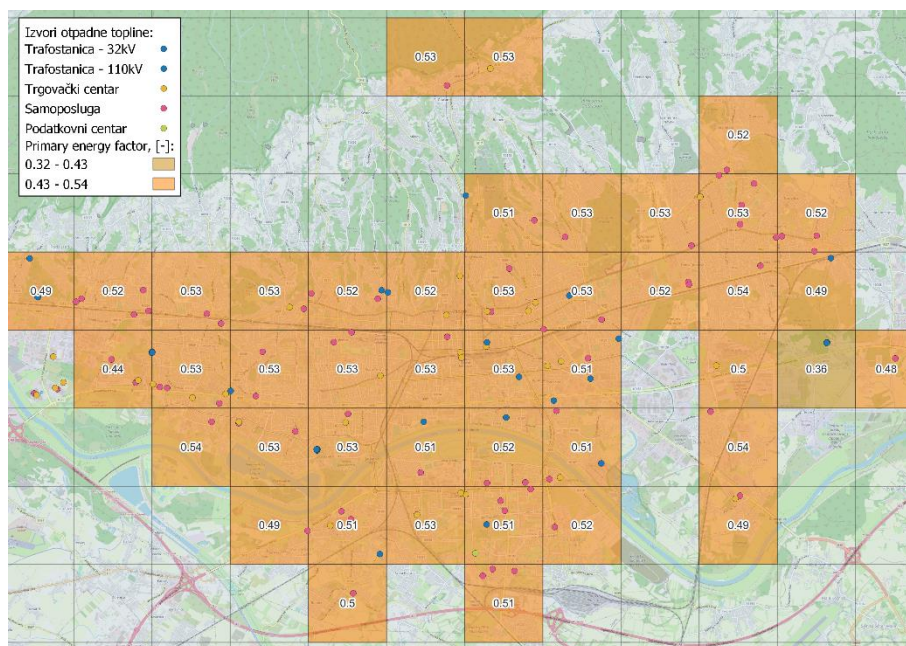 Izvori otpadne topline:
Trafostanica - 32kV
Trafostanica - 110kV
Trgovački centar
Samoposluga
Podatkovni centar
Primary energy factor, [-]:
0.32 - 0.43
0.43 - 0.54
0.53 0.53
0.52
0.51 0.53 0.53 0.53 0.52
0.49 0.52 0.53 0.53 0.52 0.52 0.53 0.53 0.52 0.54 0.49
0.44 0.53 0.53 0.53 0.53 0.53 0.51 0.5 0.36 0.48
0.54 0.53 0.53 0.51 0.52 0.51 0.54
0.49 0.51 0.53 0.51 0.52 0.49
0.5 0.51